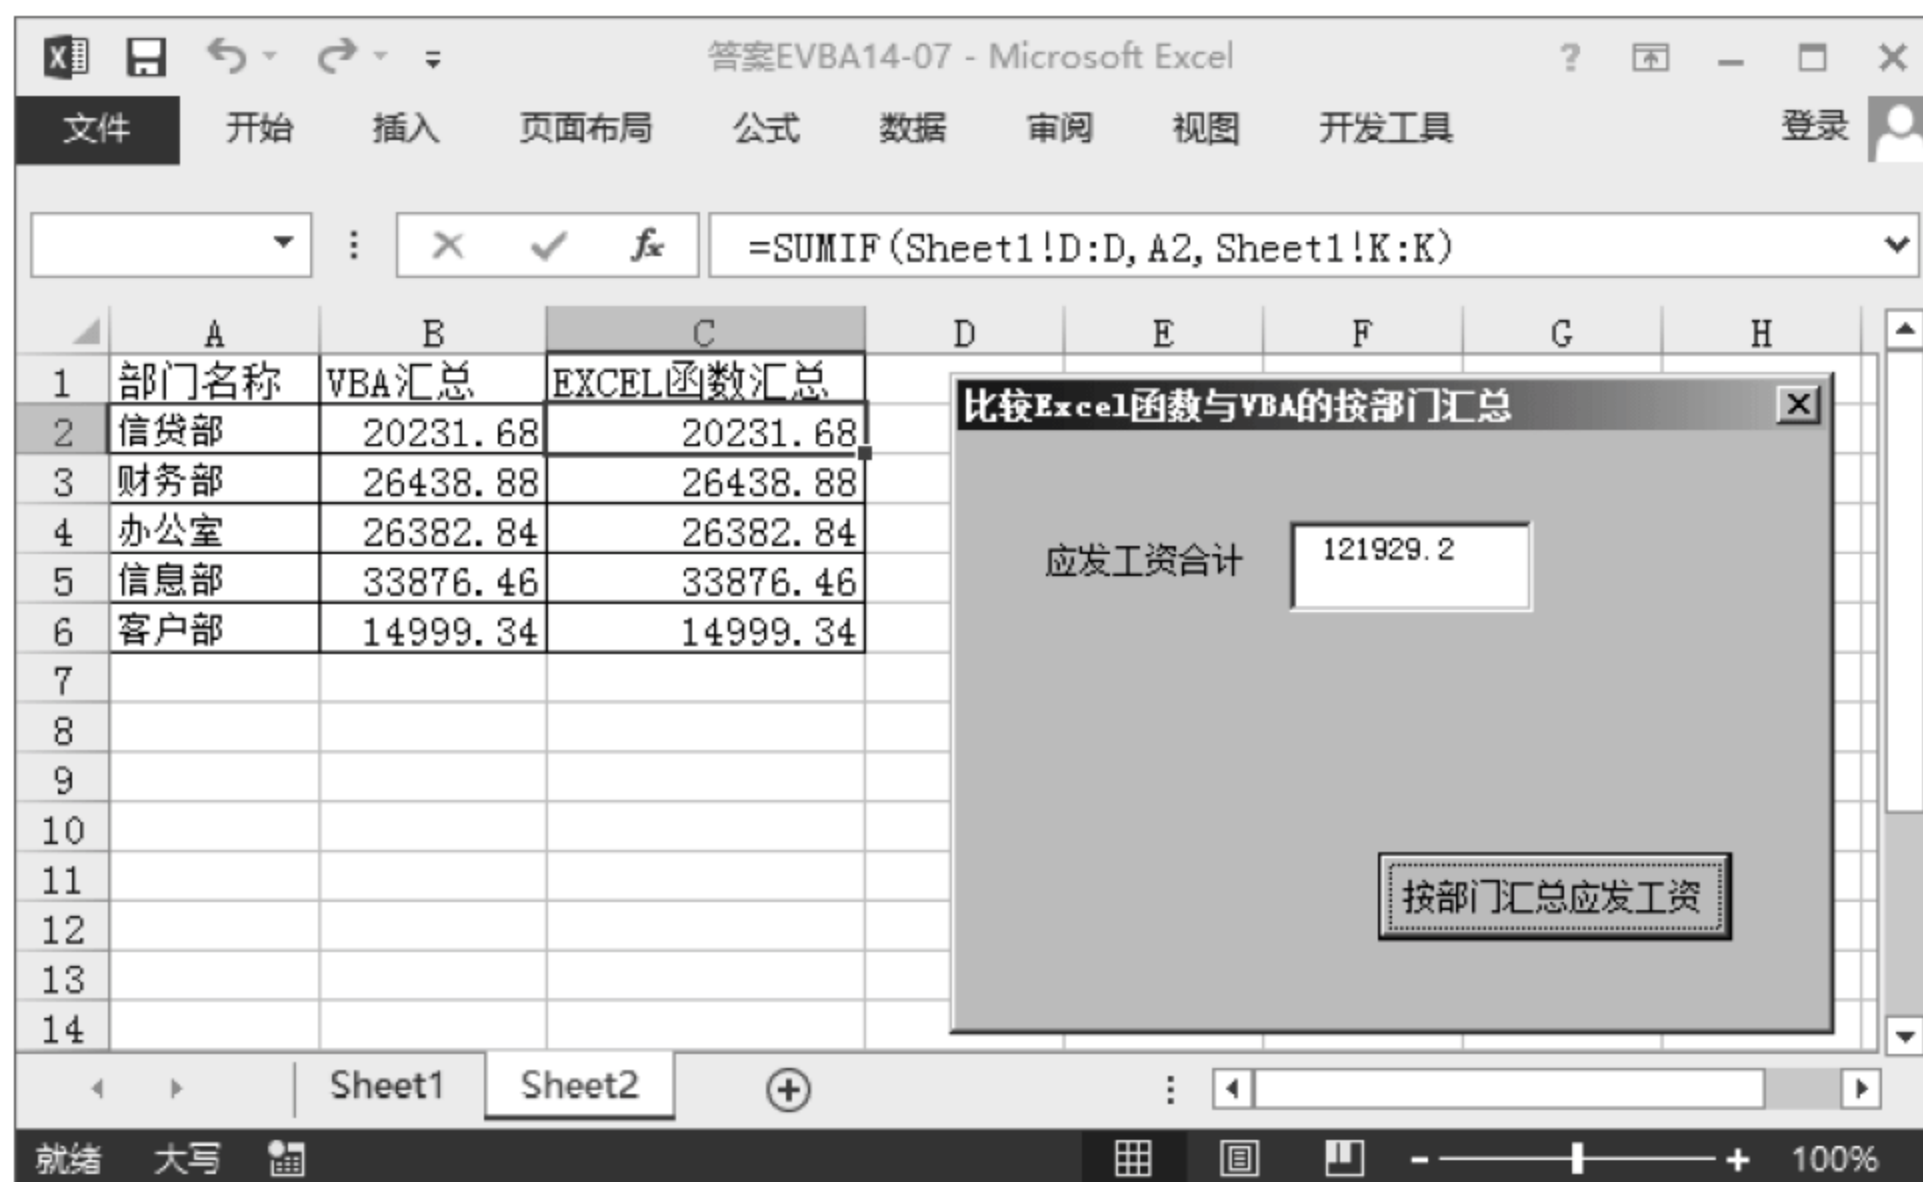 答案EVBA14-07 - Microsoft Excel
文件 开始 插入 页面布局 公式 数据 审阅 视图 开发工具 登录
fx =SUMIF(Sheet1!D:D,A2,Sheet1!K:K)
A B C D E F G H
1 部门名称 VBA汇总 EXCEL函数汇总
2 信贷部 20231.68 20231.68
3 财务部 26438.88 26438.88
4 办公室 26382.84 26382.84
5 信息部 33876.46 33876.46
6 客户部 14999.34 14999.34
7
8
9
10
11
12
13
14
比较Excel函数与VBA的按部门汇总
应发工资合计 121929.2
按部门汇总应发工资
Sheet1 Sheet2
就绪 大写 100%